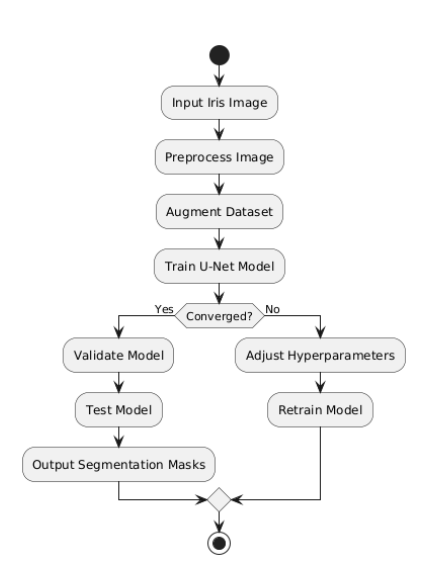 Input Iris Image
Preprocess Image
Augment Dataset
Train U-Net Model
Yes
Converged?
No
Validate Model
Adjust Hyperparameters
Test Model
Retrain Model
Output Segmentation Masks